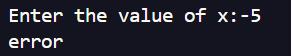 Enter the value of x:-5
error